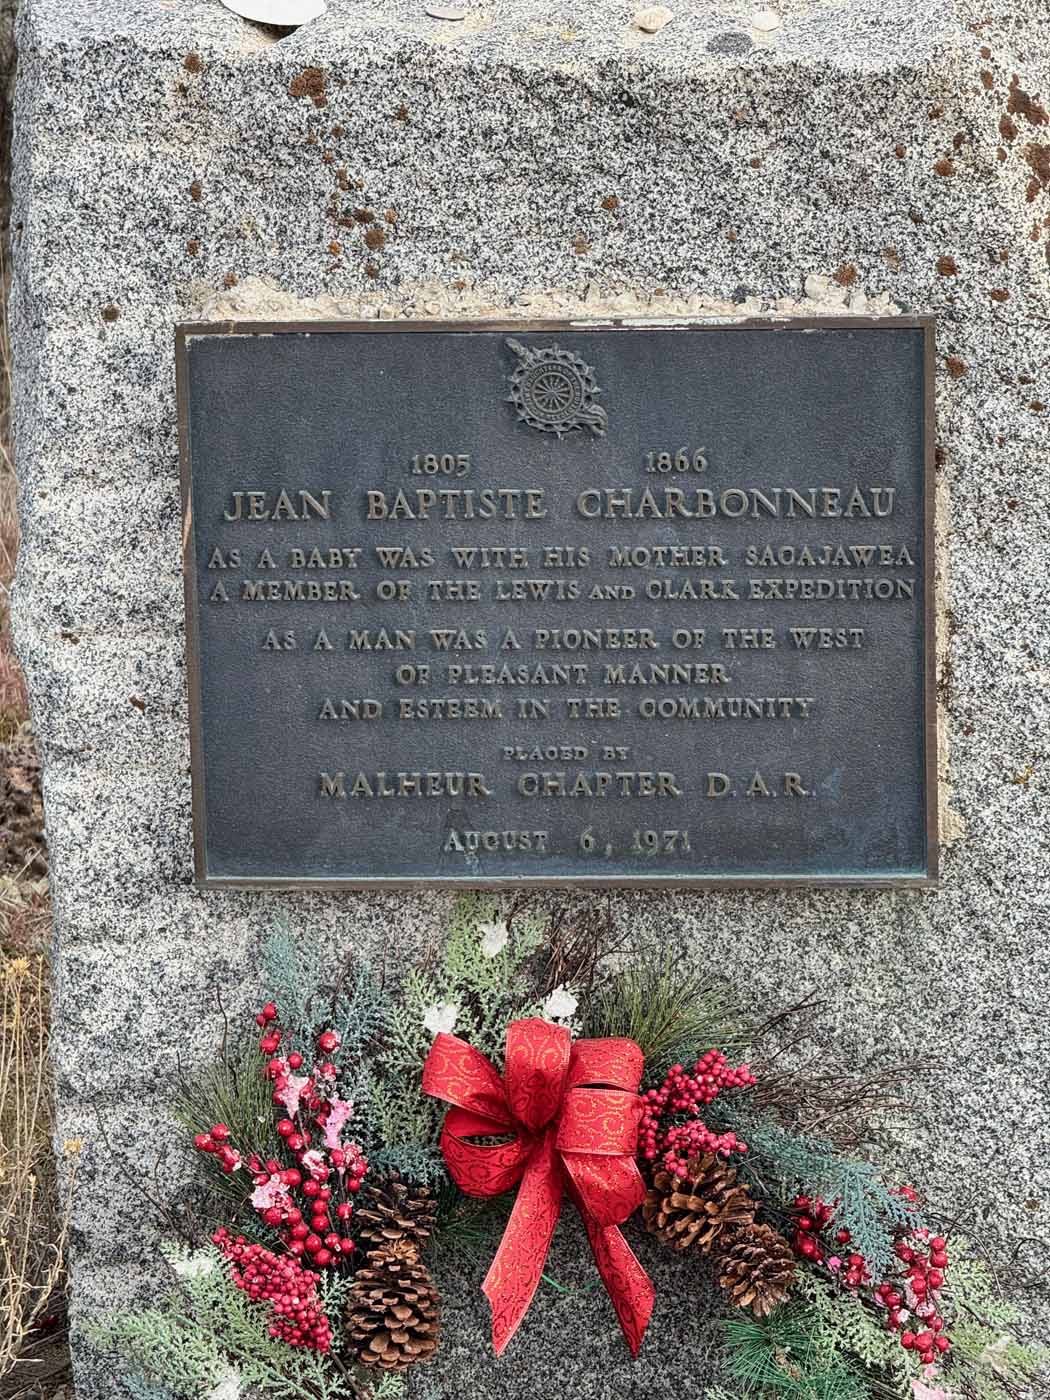 1805 1866
JEAN BAPTISTE CHARBONNEAU
AS A BABY WAS WITH HIS MOTHER SACAJAWEA
A MEMBER OF THE LEWIS AND CLARK EXPEDITION
AS A MAN WAS A PIONEER OF THE WEST
OF PLEASANT MANNER
AND ESTEEM IN THE COMMUNITY
PLACED BY
MALHEUR CHAPTER D.A.R.
AUGUST 6, 1971